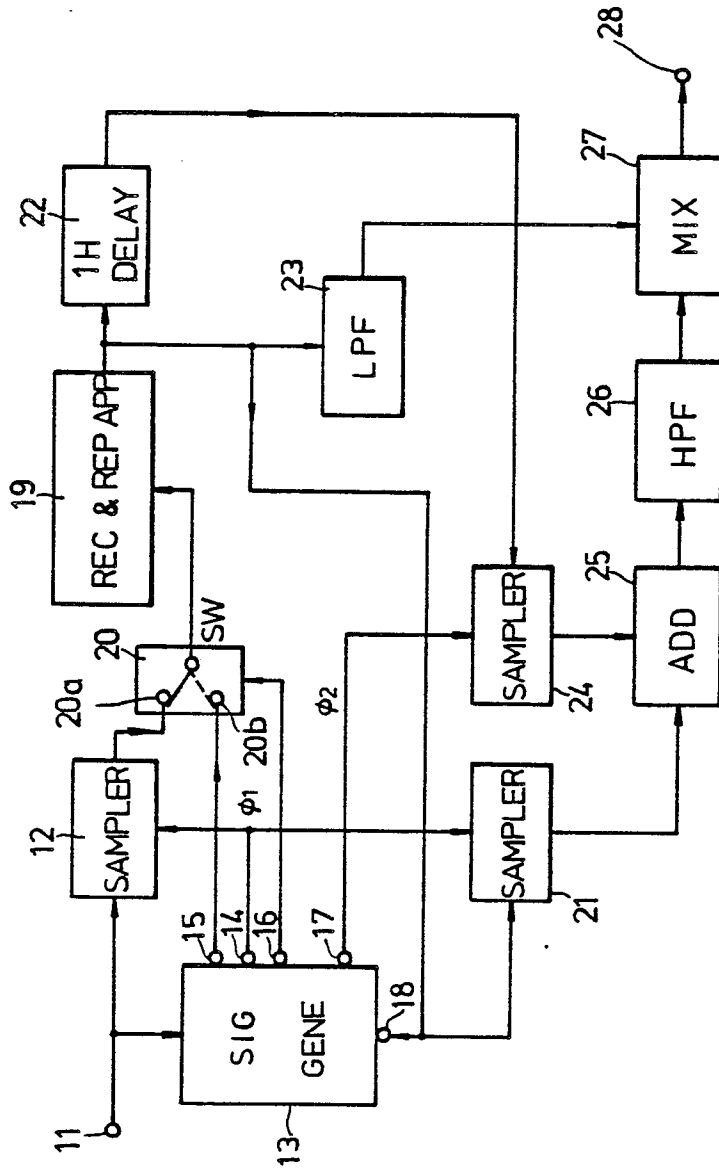 11
12
SAMPLER
13
SIG
GENE
15
14
16
17
18
φ1
φ2
20a
20
20b
SW
19
REC & REP APP
22
1H
DELAY
23
LPF
SAMPLER
21
SAMPLER
24
25
ADD
26
HPF
27
MIX
28